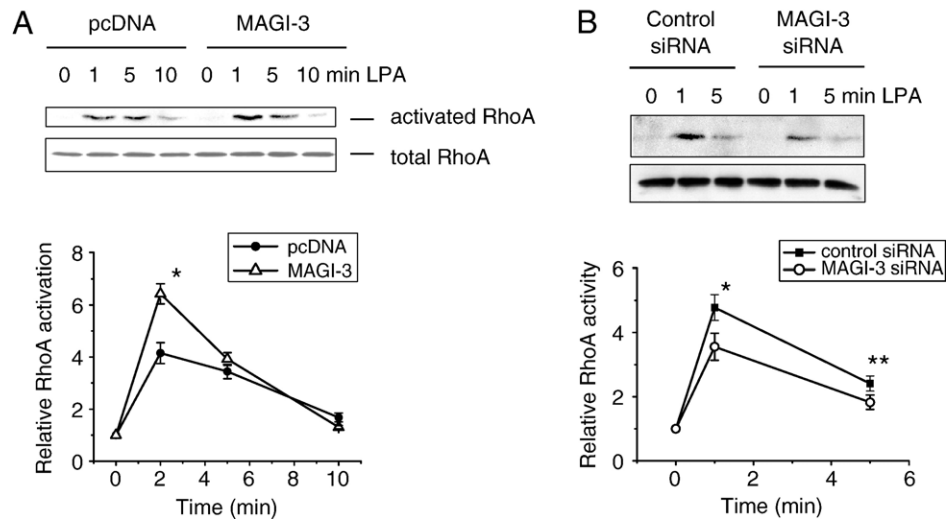 A
pcDNA MAGI-3
0 1 5 10 0 1 5 10 min LPA
activated RhoA
total RhoA
pcDNA
MAGI-3
8
6
4
2
0
*
Relative RhoA activation
0 2 4 6 8 10
Time (min)
B
Control siRNA MAGI-3 siRNA
0 1 5 0 1 5 min LPA
control siRNA
MAGI-3 siRNA
6
4
2
0
*
**
Relative RhoA activity
0 2 4 6
Time (min)